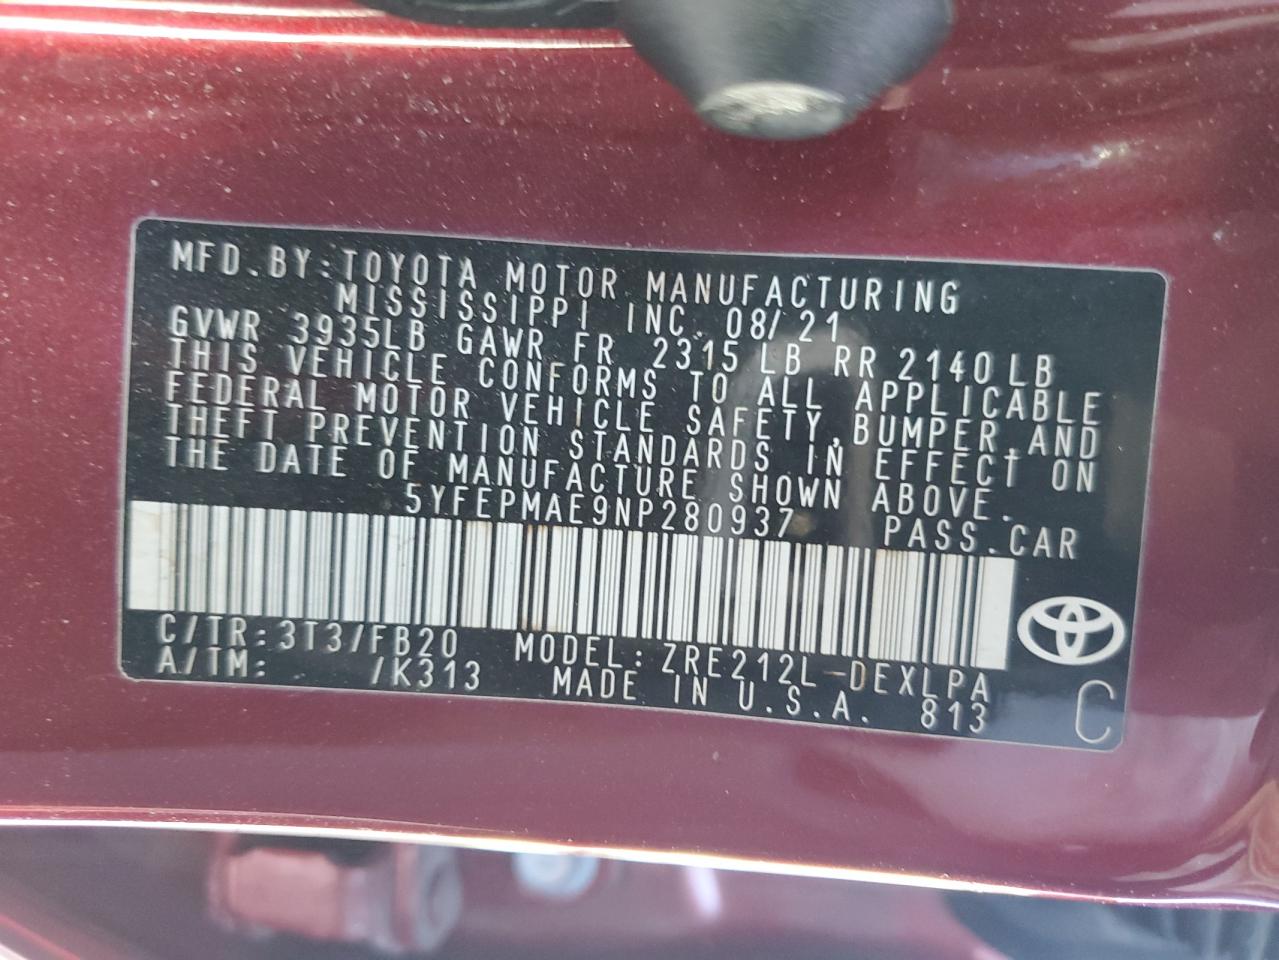 MFD.BY:TOYOTA MOTOR MANUFACTURING
MISSISSIPPI INC. 08/21
GVWR 3935LB GAWR FR 2315 LB RR 2140 LB
THIS VEHICLE CONFORMS TO ALL APPLICABLE
FEDERAL MOTOR VEHICLE SAFETY, BUMPER AND
THEFT PREVENTION STANDARDS IN EFFECT ON
THE DATE OF MANUFACTURE SHOWN ABOVE.
5YFEPMAE9NP280937 PASS.CAR
C/TR:3T3/FB20 MODEL:ZRE212L-DEXLPA
A/TM: /K313 MADE IN U.S.A. 813
C